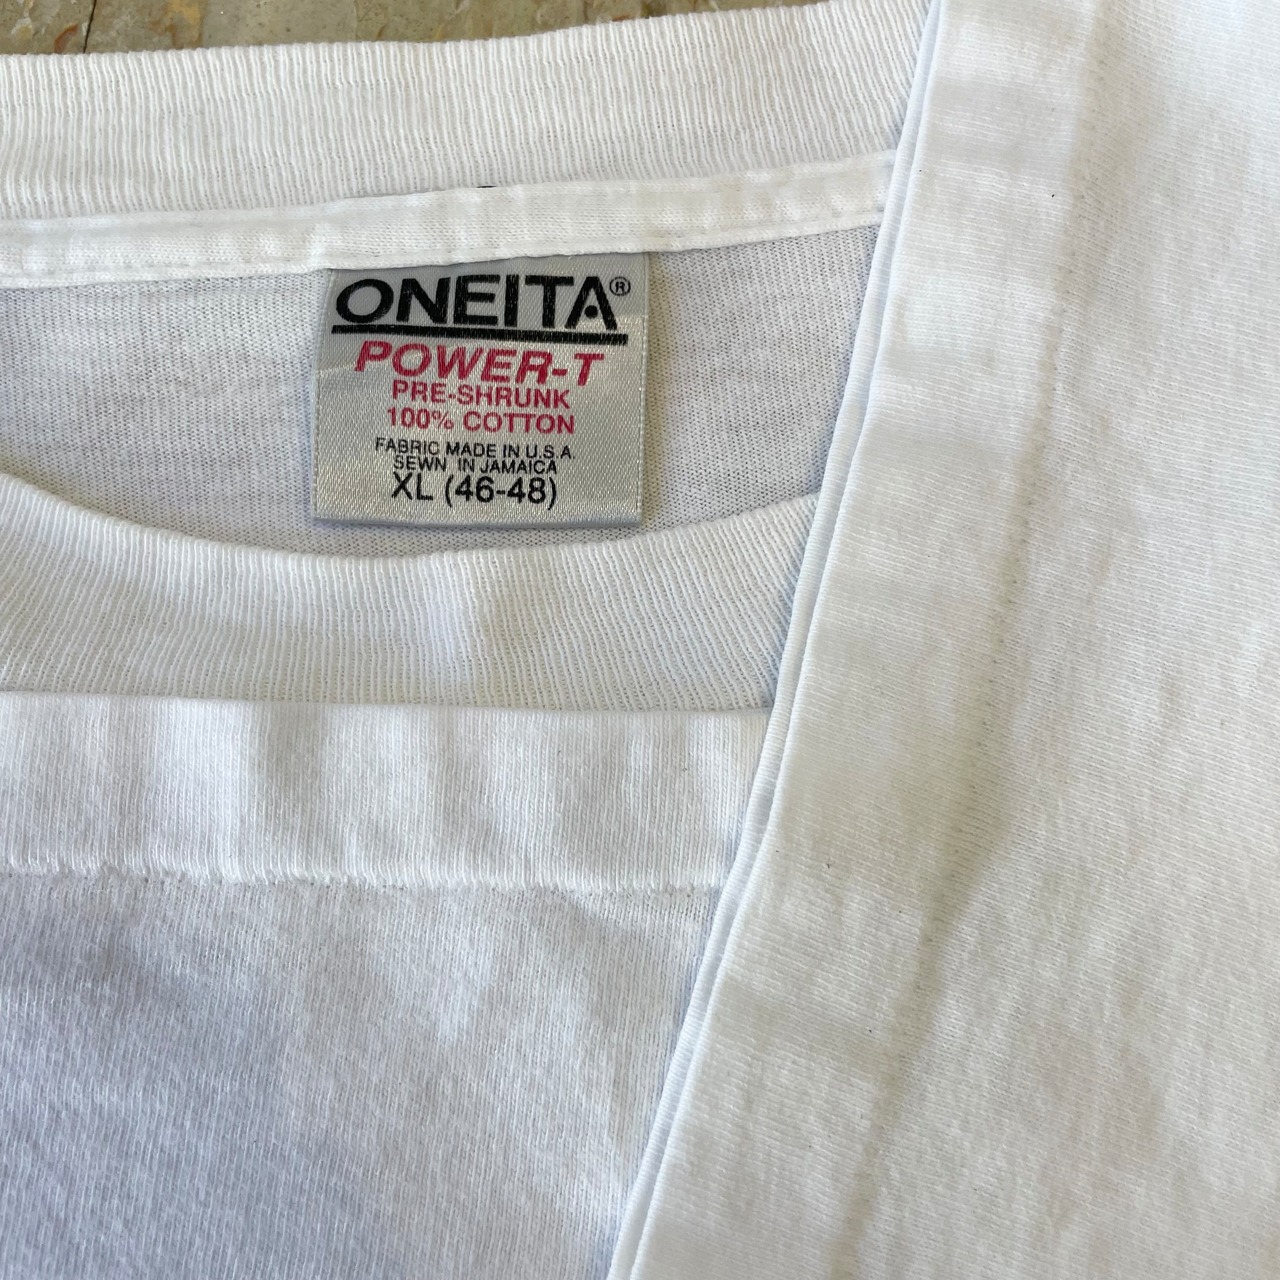 ONEITA®
POWER-T
PRE-SHRUNK
100% COTTON
FABRIC MADE IN U.S.A.
SEWN IN JAMAICA
XL (46-48)